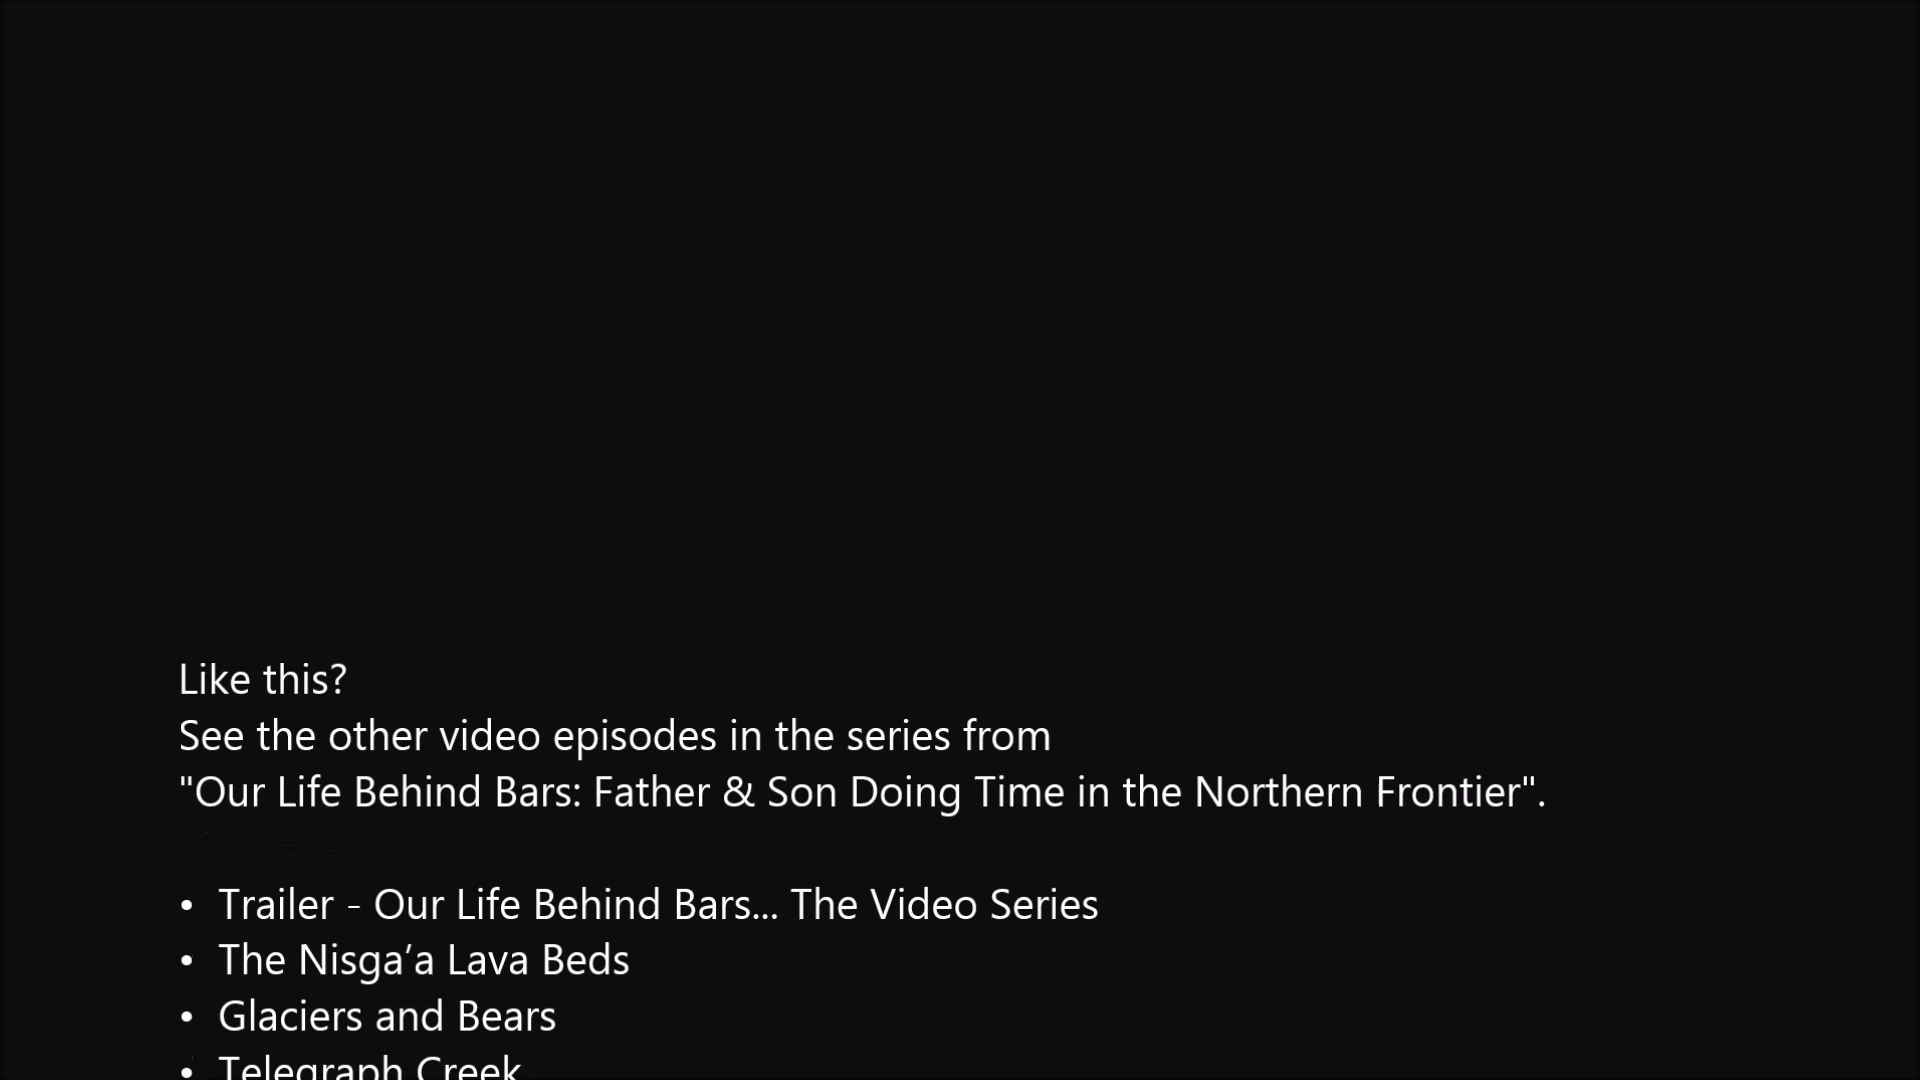 Like this?
See the other video episodes in the series from
"Our Life Behind Bars: Father & Son Doing Time in the Northern Frontier".
• Trailer - Our Life Behind Bars... The Video Series
• The Nisga’a Lava Beds
• Glaciers and Bears
• Telegraph Creek